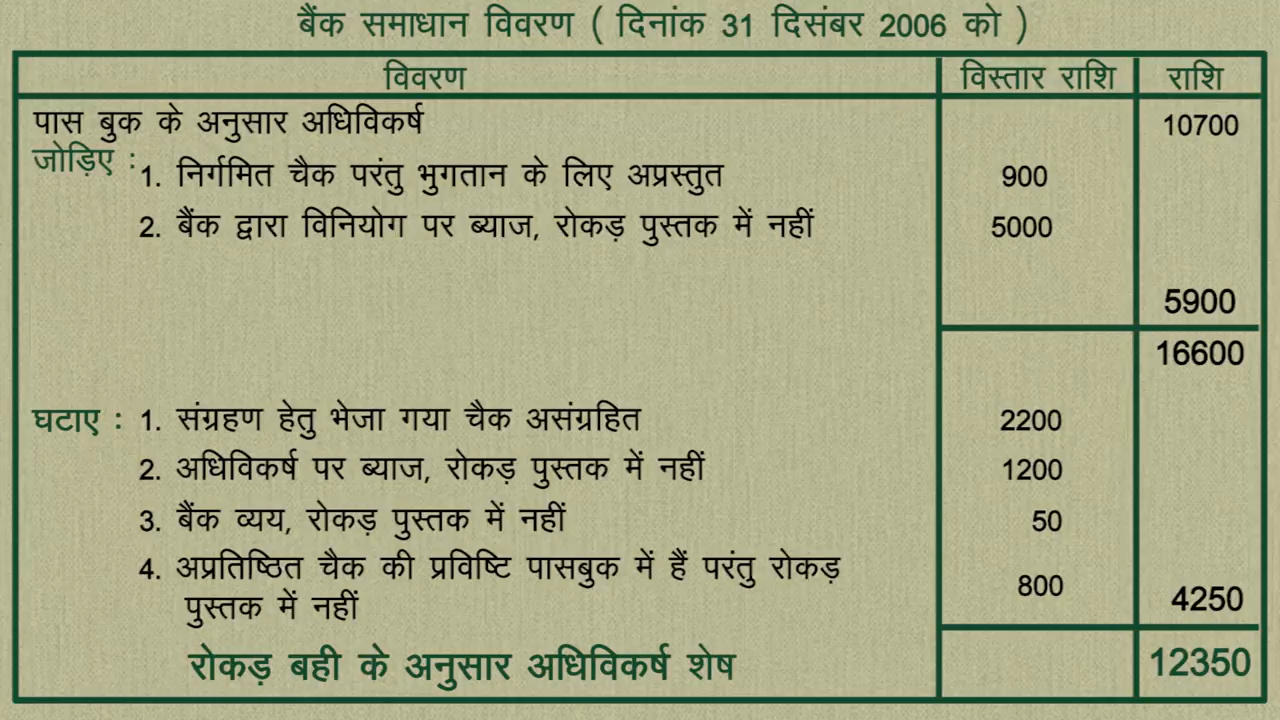 बैंक समाधान विवरण ( दिनांक 31 दिसंबर 2006 को )
विवरण विस्तार राशि राशि
पास बुक के अनुसार अधिविकर्ष 10700
जोड़िए :
1. निर्गमित चैक परंतु भुगतान के लिए अप्रस्तुत 900
2. बैंक द्वारा विनियोग पर ब्याज, रोकड़ पुस्तक में नहीं 5000
5900
16600
घटाए : 1. संग्रहण हेतु भेजा गया चैक असंग्रहित 2200
2. अधिविकर्ष पर ब्याज, रोकड़ पुस्तक में नहीं 1200
3. बैंक व्यय, रोकड़ पुस्तक में नहीं 50
4. अप्रतिष्ठित चैक की प्रविष्टि पासबुक में हैं परंतु रोकड़
पुस्तक में नहीं 800 4250
रोकड़ बही के अनुसार अधिविकर्ष शेष 12350